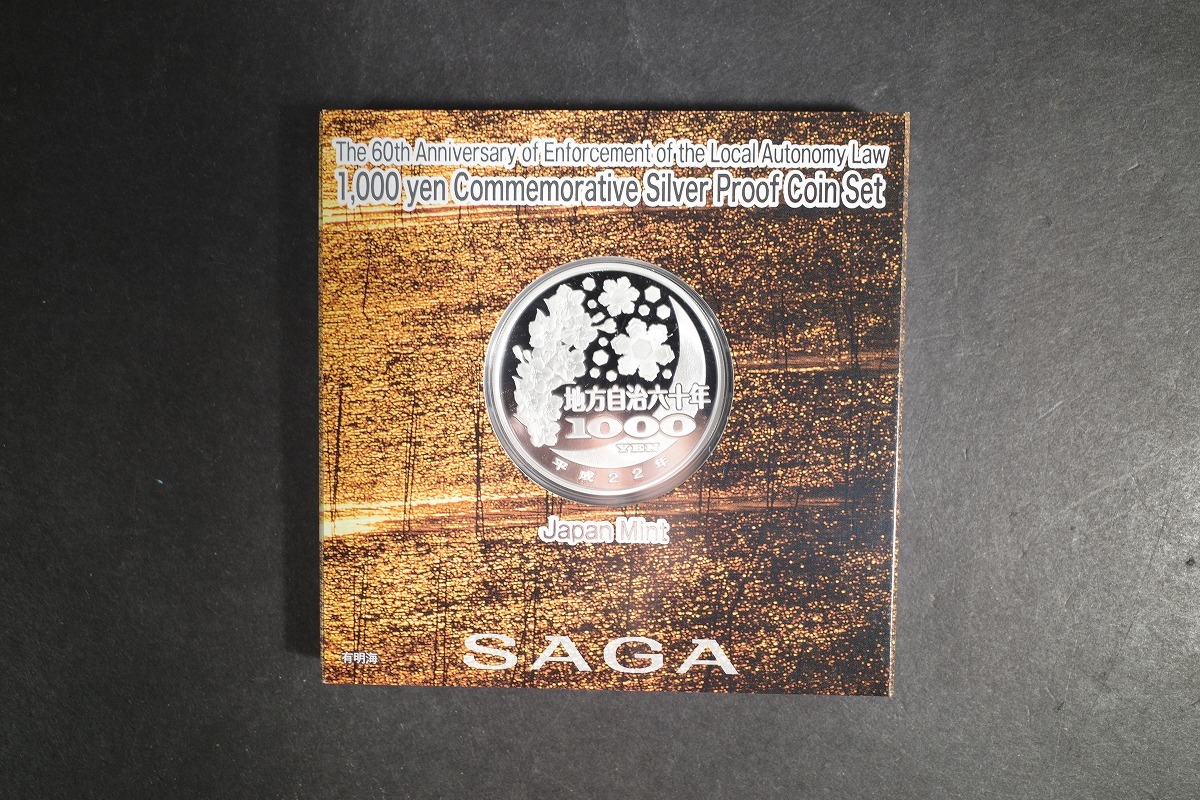 The 60th Anniversary of Enforcement of the Local Autonomy Law
1,000 yen Commemorative Silver Proof Coin Set
地方自治六十年
1000
YEN
平成22年
Japan Mint
有明海
SAGA